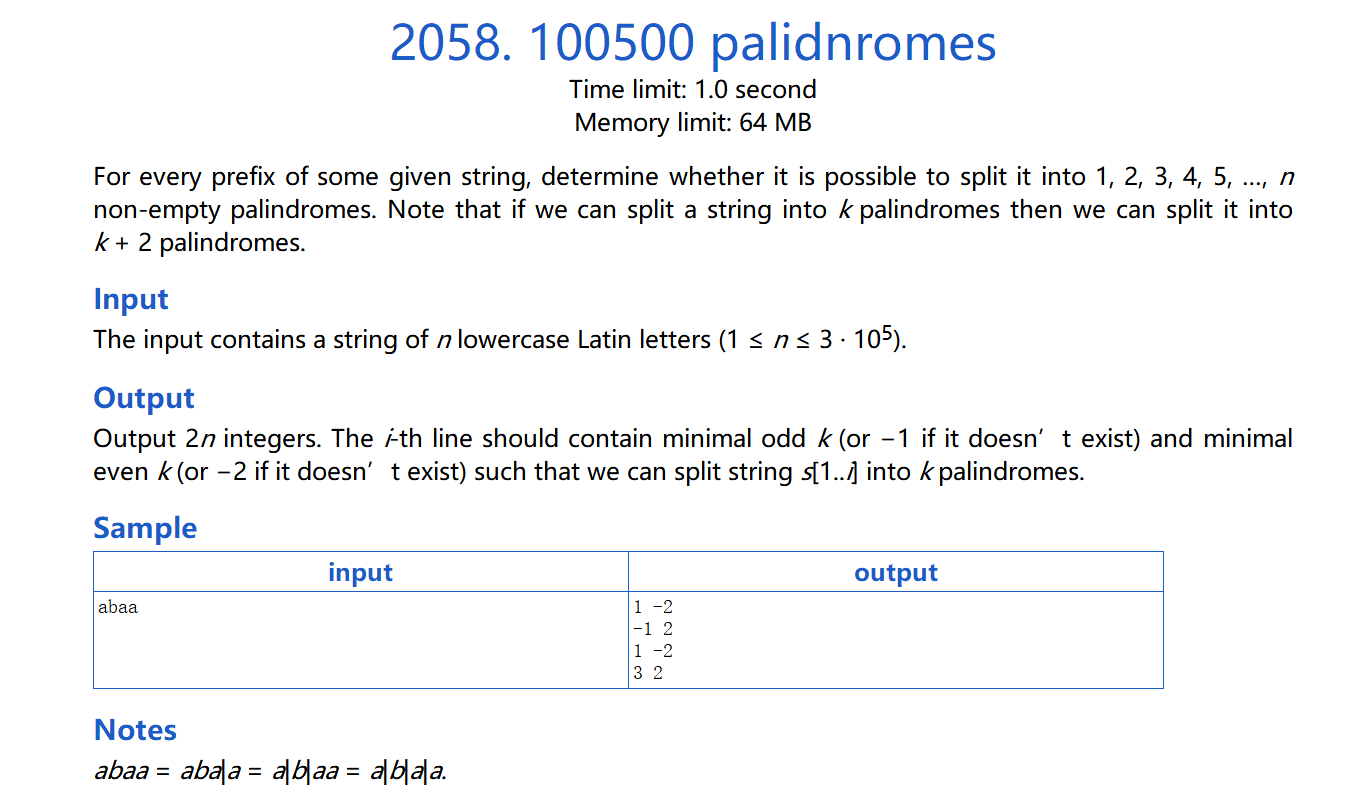 2058. 100500 palidnromes
Time limit: 1.0 second
Memory limit: 64 MB
For every prefix of some given string, determine whether it is possible to split it into 1, 2, 3, 4, 5, …, n
non-empty palindromes. Note that if we can split a string into k palindromes then we can split it into
k + 2 palindromes.
Input
The input contains a string of n lowercase Latin letters (1 ≤ n ≤ 3 · 10⁵).
Output
Output 2n integers. The i-th line should contain minimal odd k (or −1 if it doesn’t exist) and minimal
even k (or −2 if it doesn’t exist) such that we can split string s[1..i] into k palindromes.
Sample
input output
abaa 1 -2
-1 2
1 -2
3 2
Notes
abaa = aba|a = a|b|aa = a|b|a|a.